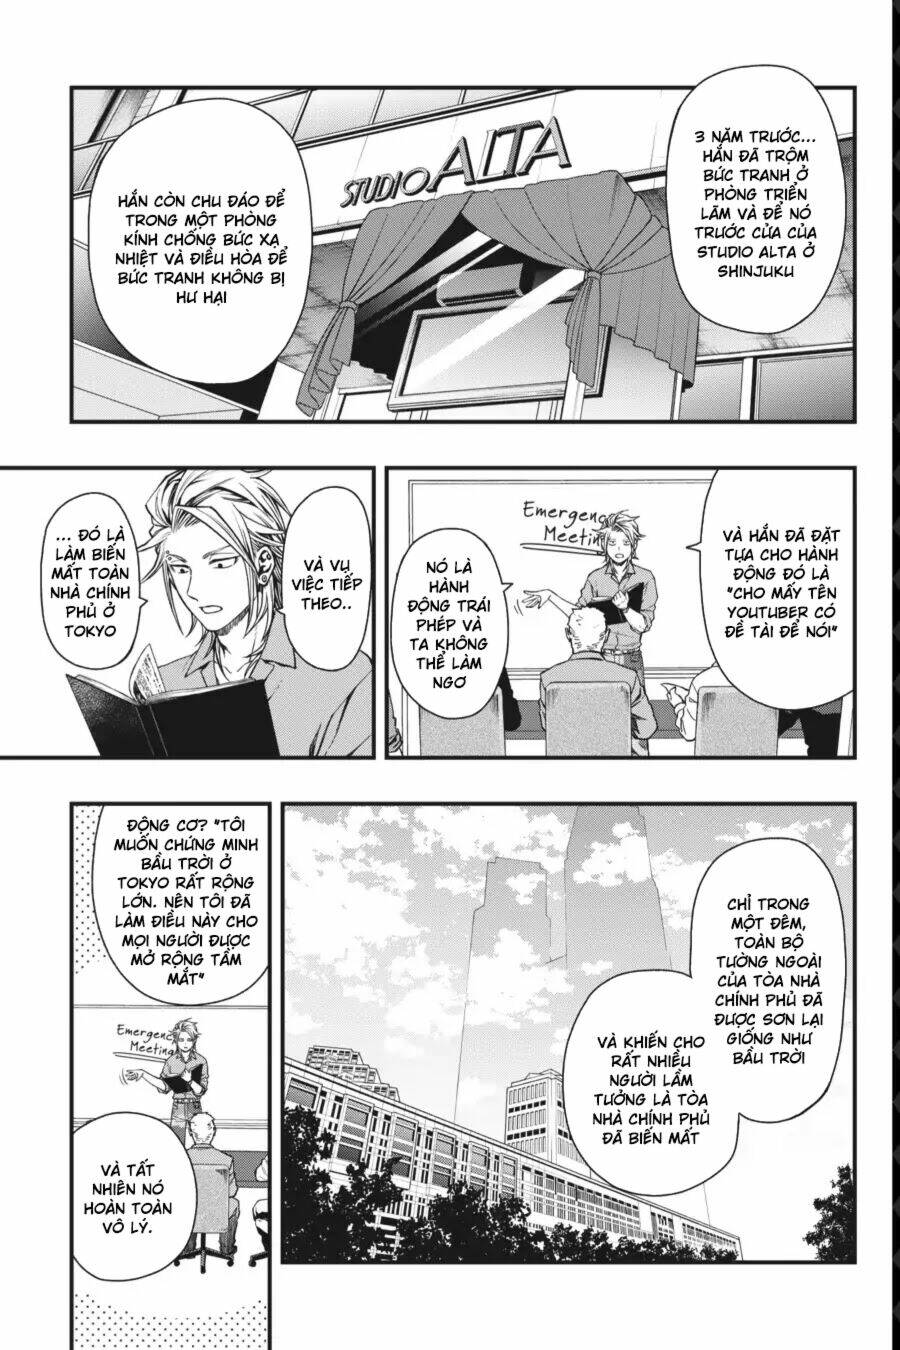 3 NĂM TRƯỚC...
HẮN ĐÃ TRỘM
BỨC TRANH Ở
PHÒNG TRIỂN
LÃM VÀ ĐỂ NÓ
TRƯỚC CỬA CỦA
STUDIO ALTA Ở
SHINJUKU
STUDIO ALTA
HẮN CÒN CHU ĐÁO ĐỂ
TRONG MỘT PHÒNG
KÍNH CHỐNG BỨC XẠ
NHIỆT VÀ ĐIỀU HÒA ĐỂ
BỨC TRANH KHÔNG BỊ
HƯ HẠI
VÀ HẮN ĐÃ ĐẶT
TỰA CHO HÀNH
ĐỘNG ĐÓ LÀ
"CHO MẤY TÊN
YOUTUBER CÓ
ĐỀ TÀI ĐỂ NÓI"
Emergenc
Meetin
NÓ LÀ
HÀNH
ĐỘNG TRÁI
PHÉP VÀ
TA KHÔNG
THỂ LÀM
NGƠ
VÀ VỤ
VIỆC TIẾP
THEO..
... ĐÓ LÀ
LÀM BIẾN
MẤT TOÀN
NHÀ CHÍNH
PHỦ Ở
TOKYO
CHỈ TRONG
MỘT ĐÊM,
TOÀN BỘ
TƯỜNG NGOÀI
CỦA TÒA NHÀ
CHÍNH PHỦ ĐÃ
ĐƯỢC SƠN LẠI
GIỐNG NHƯ
BẦU TRỜI
VÀ KHIẾN CHO
RẤT NHIỀU
NGƯỜI LẦM
TƯỞNG LÀ TÒA
NHÀ CHÍNH PHỦ
ĐÃ BIẾN MẤT
ĐỘNG CƠ? "TÔI
MUỐN CHỨNG MINH
BẦU TRỜI Ở
TOKYO RẤT RỘNG
LỚN. NÊN TÔI ĐÃ
LÀM ĐIỀU NÀY CHO
MỌI NGƯỜI ĐƯỢC
MỞ RỘNG TẦM
MẮT"
Emergenc
Meeting
VÀ TẤT
NHIÊN NÓ
HOÀN TOÀN
VÔ LÝ.